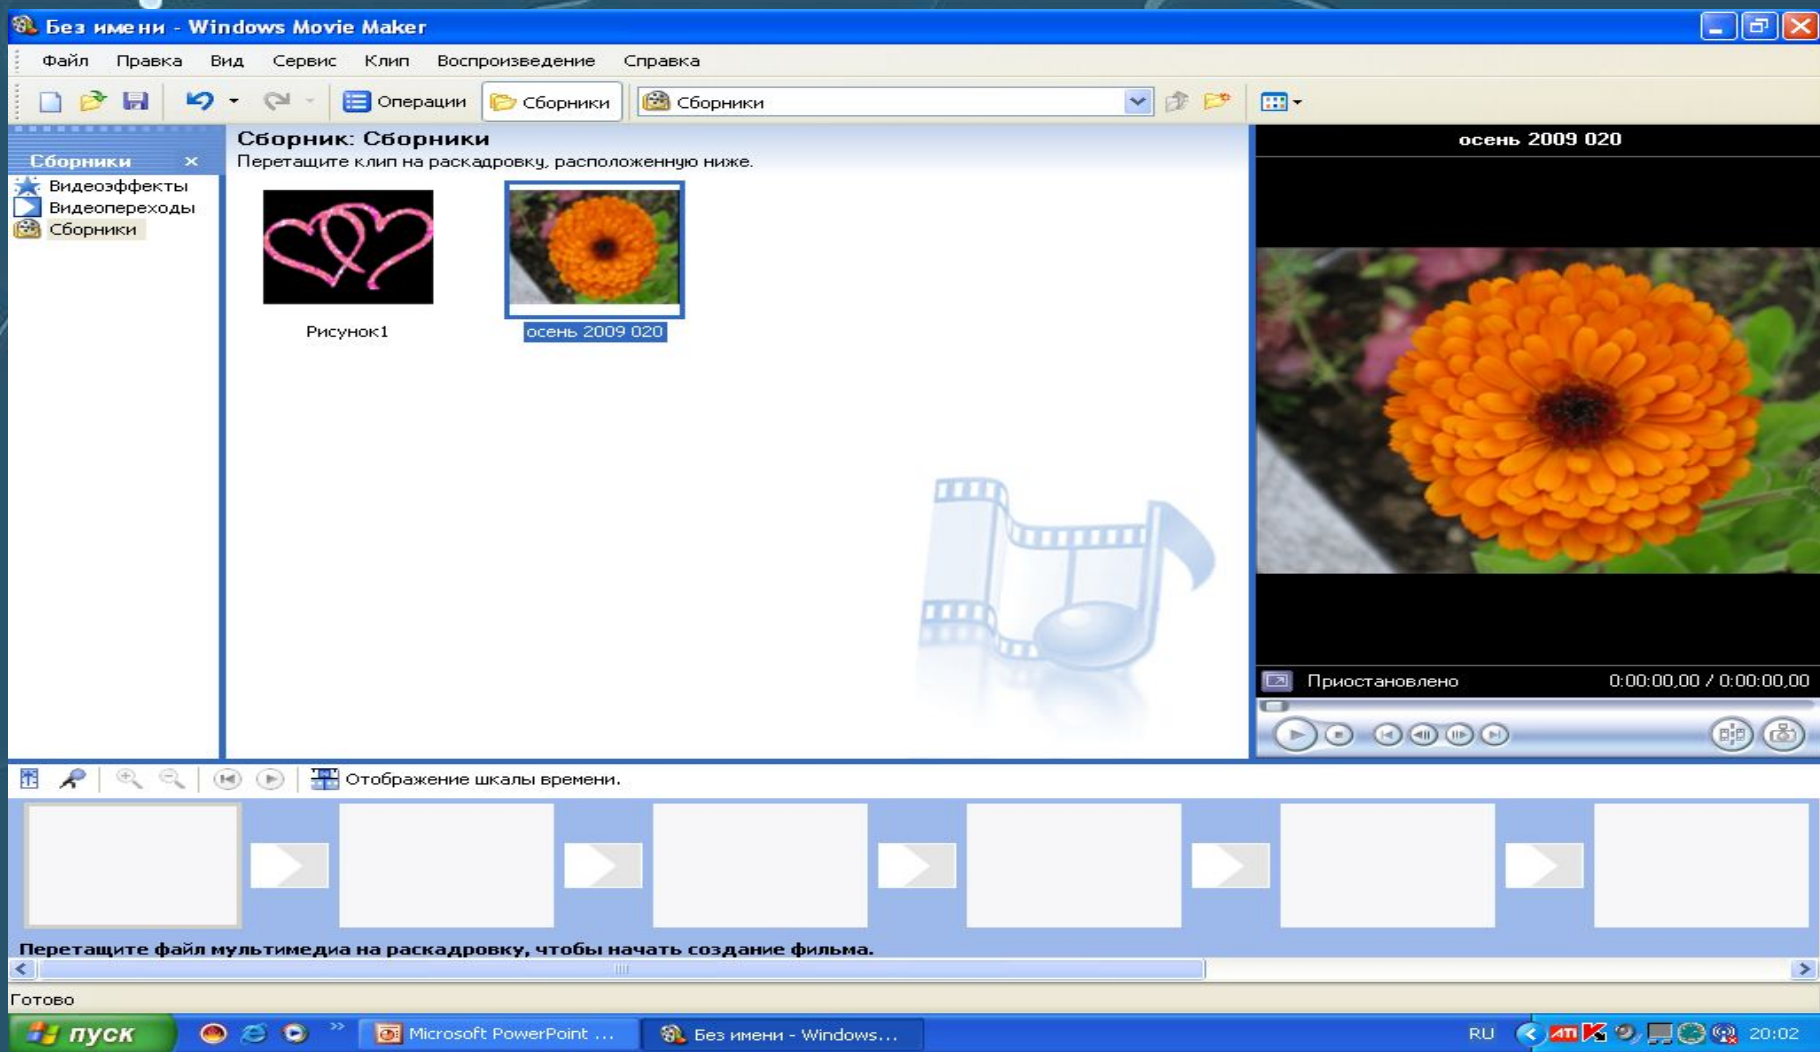 Без имени - Windows Movie Maker
Файл Правка Вид Сервис Клип Воспроизведение Справка
Операции Сборники Сборники
Сборники
Видеоэффекты
Видеопереходы
Сборники
Сборник: Сборники
Перетащите клип на раскадровку, расположенную ниже.
Рисунок1 осень 2009 020
осень 2009 020
Приостановлено 0:00:00,00 / 0:00:00,00
Отображение шкалы времени.
Перетащите файл мультимедиа на раскадровку, чтобы начать создание фильма.
Готово
пуск Microsoft PowerPoint ... Без имени - Windows... RU ATI 20:02